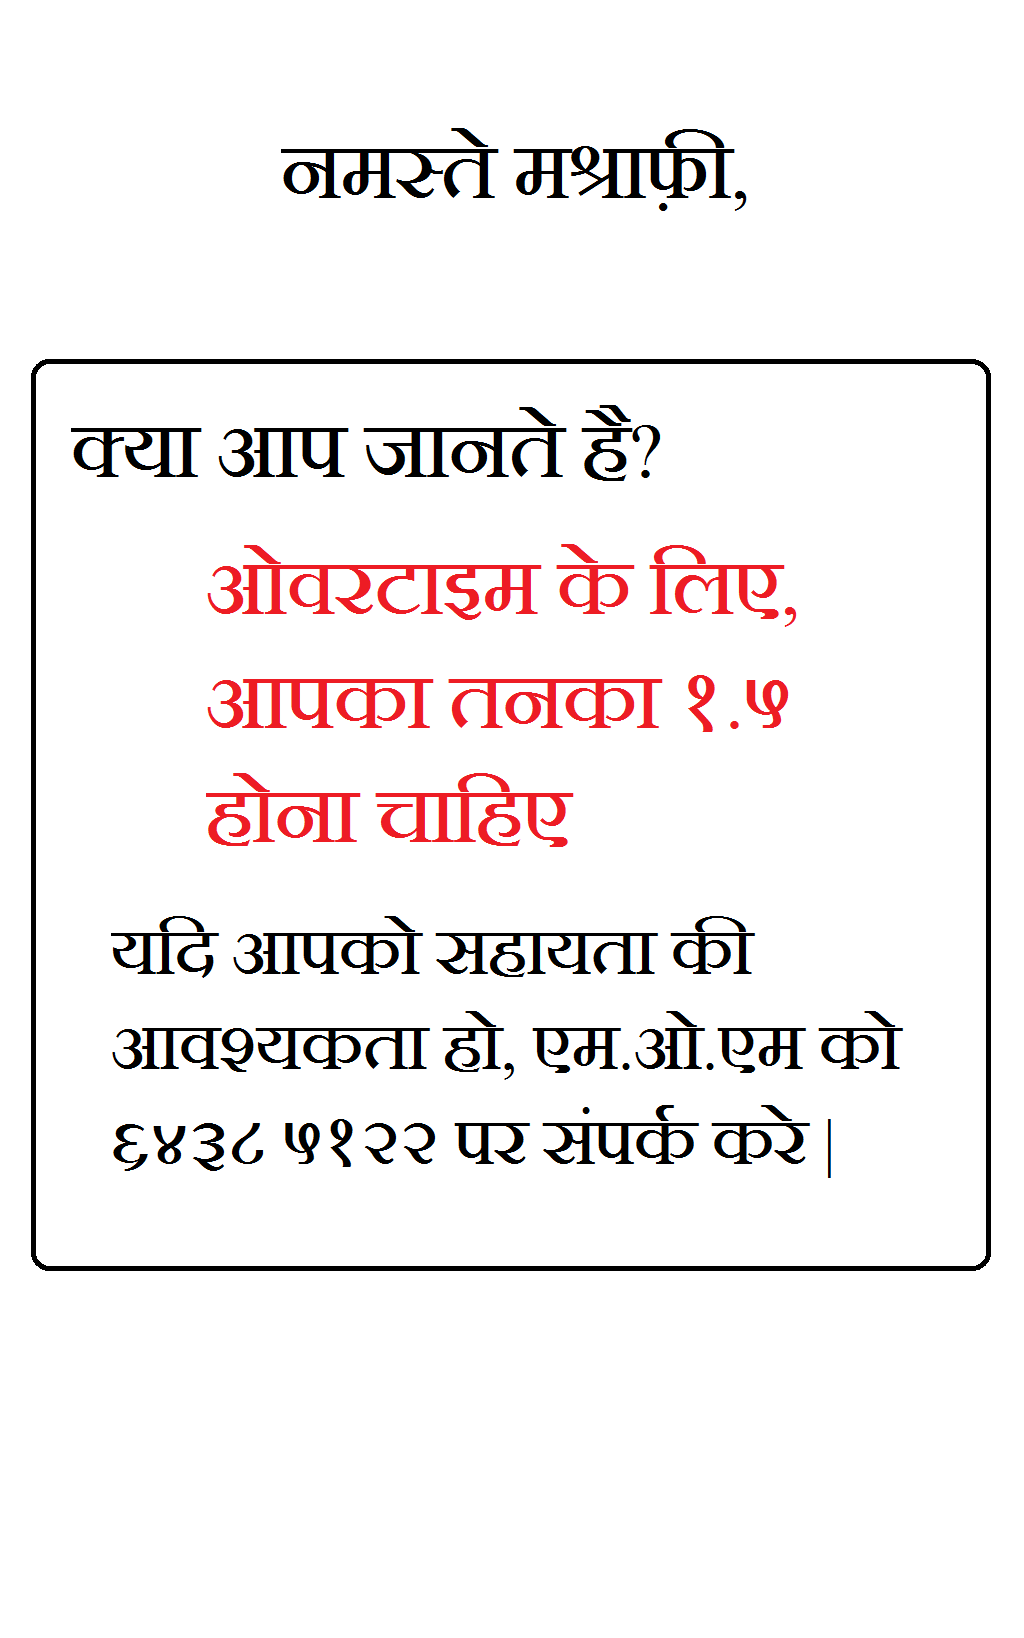 नमस्ते मश्राफ़ी,
क्या आप जानते है?
ओवरटाइम के लिए,
आपका तनका १.५
होना चाहिए
यदि आपको सहायता की
आवश्यकता हो, एम.ओ.एम को
६४३८ ५१२२ पर संपर्क करे |